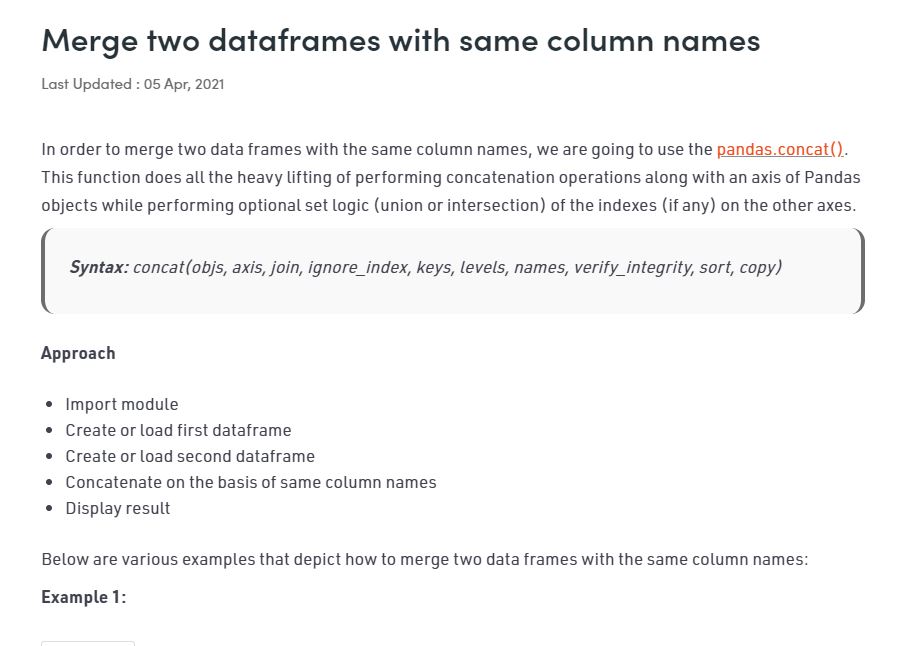 Merge two dataframes with same column names
Last Updated : 05 Apr, 2021
In order to merge two data frames with the same column names, we are going to use the pandas.concat().
This function does all the heavy lifting of performing concatenation operations along with an axis of Pandas
objects while performing optional set logic (union or intersection) of the indexes (if any) on the other axes.
Syntax: concat(objs, axis, join, ignore_index, keys, levels, names, verify_integrity, sort, copy)
Approach
• Import module
• Create or load first dataframe
• Create or load second dataframe
• Concatenate on the basis of same column names
• Display result
Below are various examples that depict how to merge two data frames with the same column names:
Example 1: